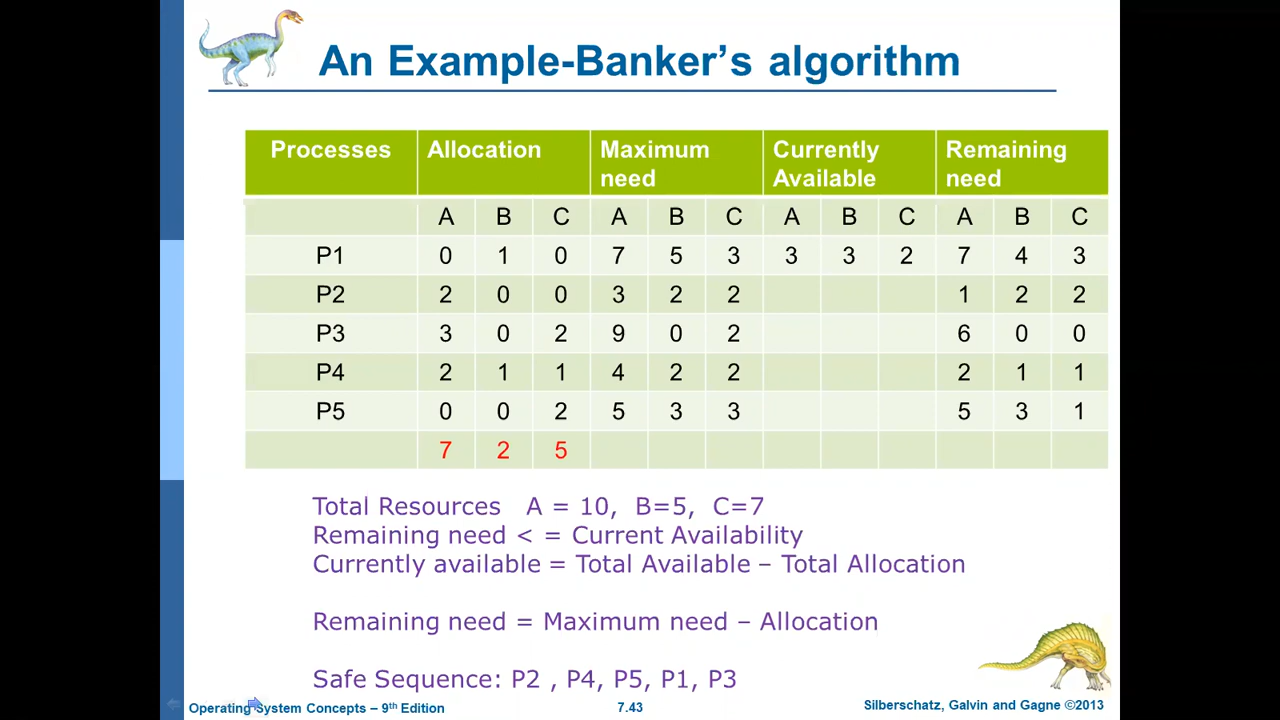 An Example-Banker's algorithm
Processes Allocation Maximum need Currently Available Remaining need
A B C A B C A B C A B C
P1 0 1 0 7 5 3 3 3 2 7 4 3
P2 2 0 0 3 2 2 1 2 2
P3 3 0 2 9 0 2 6 0 0
P4 2 1 1 4 2 2 2 1 1
P5 0 0 2 5 3 3 5 3 1
7 2 5
Total Resources A = 10, B=5, C=7
Remaining need < = Current Availability
Currently available = Total Available – Total Allocation
Remaining need = Maximum need – Allocation
Safe Sequence: P2 , P4, P5, P1, P3
Operating System Concepts – 9th Edition 7.43 Silberschatz, Galvin and Gagne ©2013